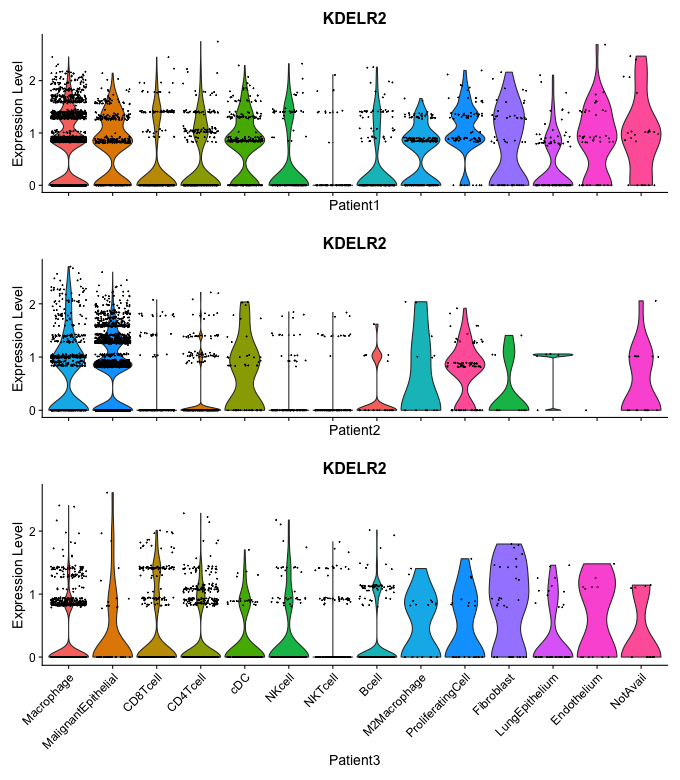 KDELR2
Expression Level
2
1
0
Patient1
KDELR2
Expression Level
2
1
0
Patient2
KDELR2
Expression Level
2
1
0
Macrophage
MalignantEpithelial
CD8Tcell
CD4Tcell
cDC
NKcell
NKTcell
Bcell
M2Macrophage
ProliferatingCell
Fibroblast
LungEpithelium
Endothelium
NotAvail
Patient3